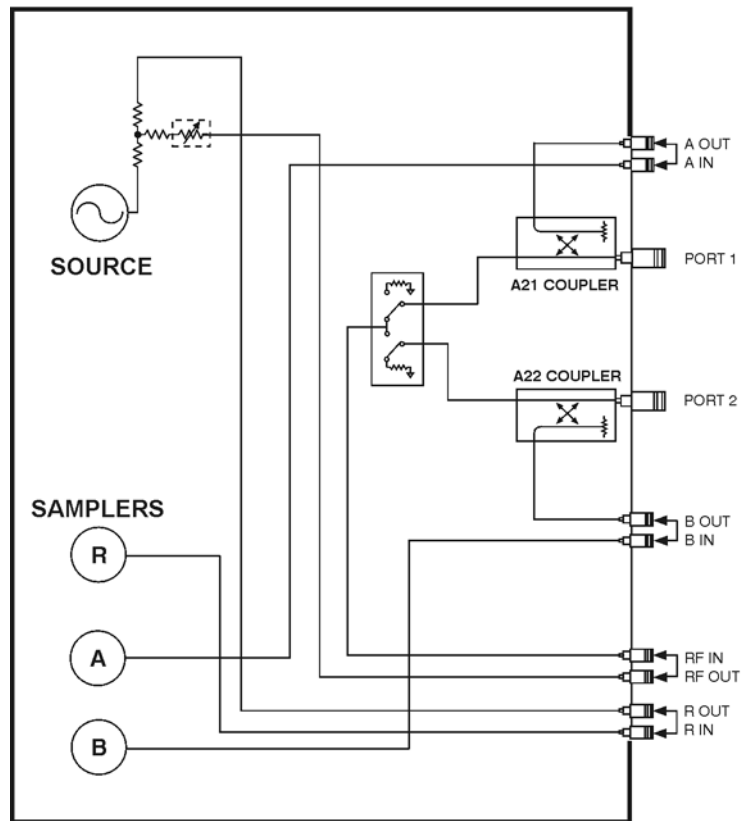 A OUT
A IN
SOURCE
PORT 1
A21 COUPLER
A22 COUPLER
PORT 2
SAMPLERS
R
B OUT
B IN
A
RF IN
RF OUT
B
R OUT
R IN